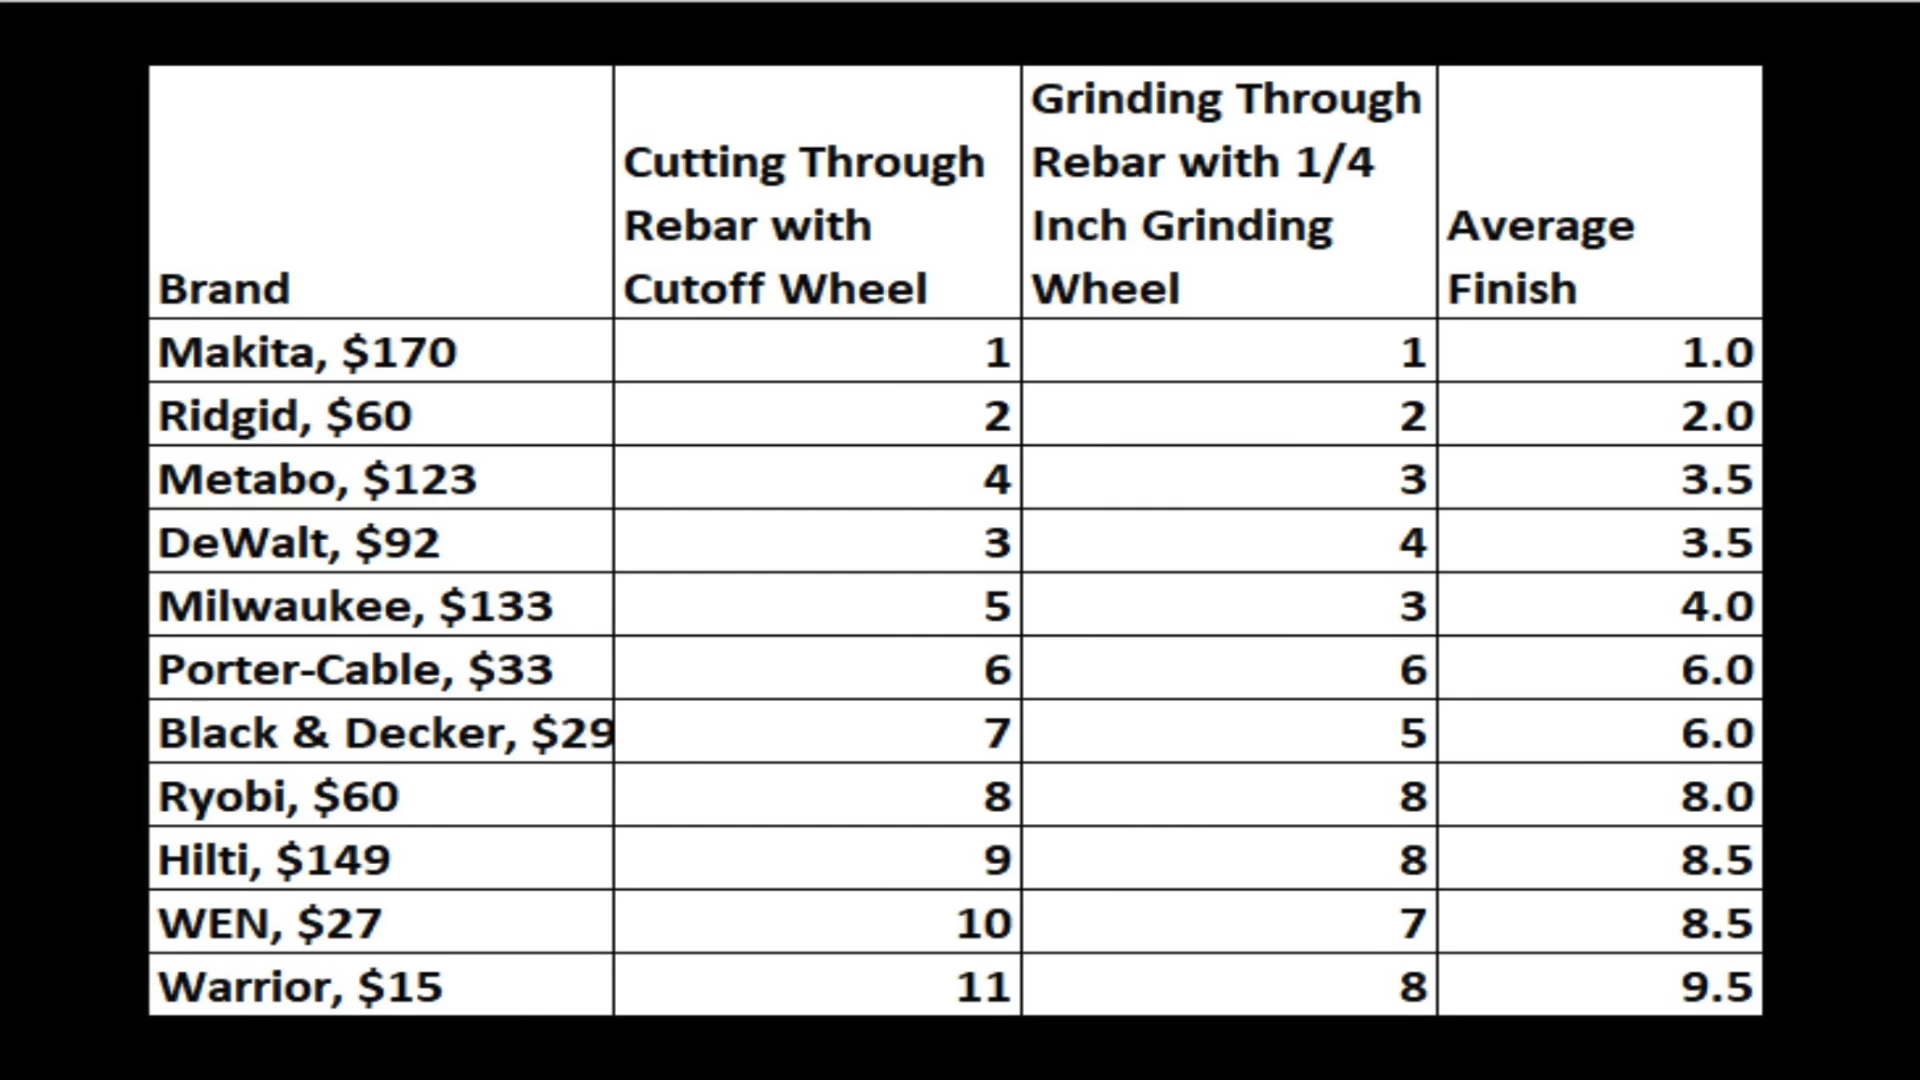 Brand | Cutting Through Rebar with Cutoff Wheel | Grinding Through Rebar with 1/4 Inch Grinding Wheel | Average Finish
Makita, $170 | 1 | 1 | 1.0
Ridgid, $60 | 2 | 2 | 2.0
Metabo, $123 | 4 | 3 | 3.5
DeWalt, $92 | 3 | 4 | 3.5
Milwaukee, $133 | 5 | 3 | 4.0
Porter-Cable, $33 | 6 | 6 | 6.0
Black & Decker, $29 | 7 | 5 | 6.0
Ryobi, $60 | 8 | 8 | 8.0
Hilti, $149 | 9 | 8 | 8.5
WEN, $27 | 10 | 7 | 8.5
Warrior, $15 | 11 | 8 | 9.5